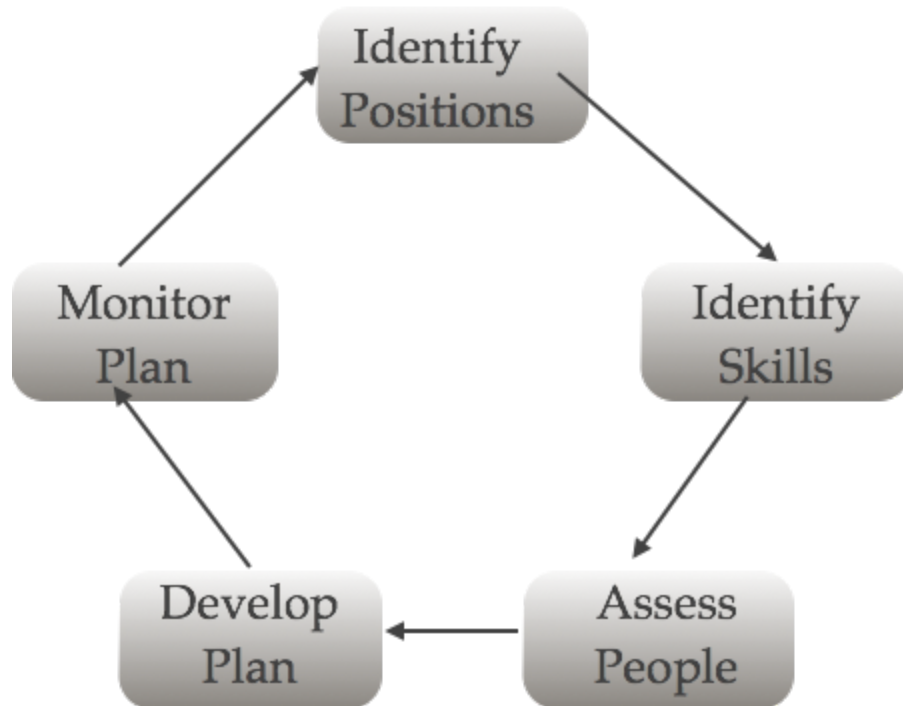 Identify
Positions
Identify
Skills
Assess
People
Develop
Plan
Monitor
Plan